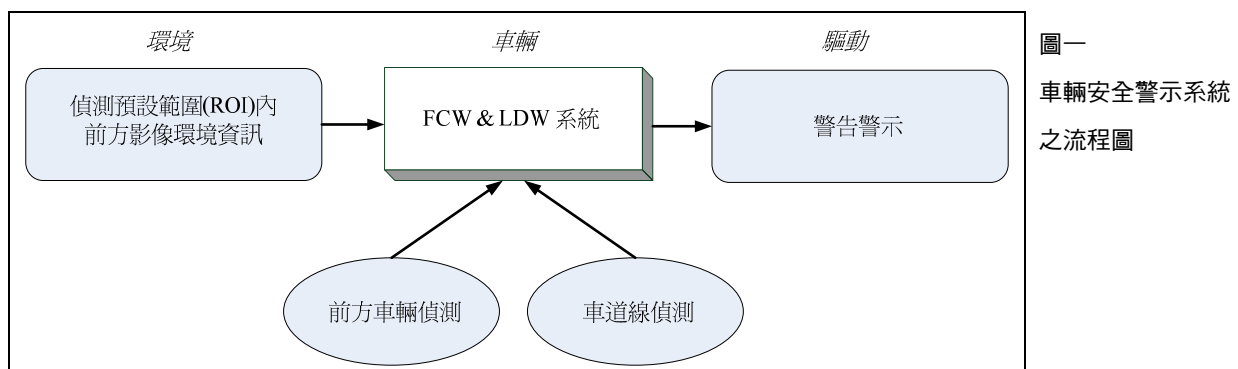 環境
車輛
驅動
偵測預設範圍(ROI)內
前方影像環境資訊
FCW & LDW 系統
警告警示
前方車輛偵測
車道線偵測
圖一
車輛安全警示系統
之流程圖